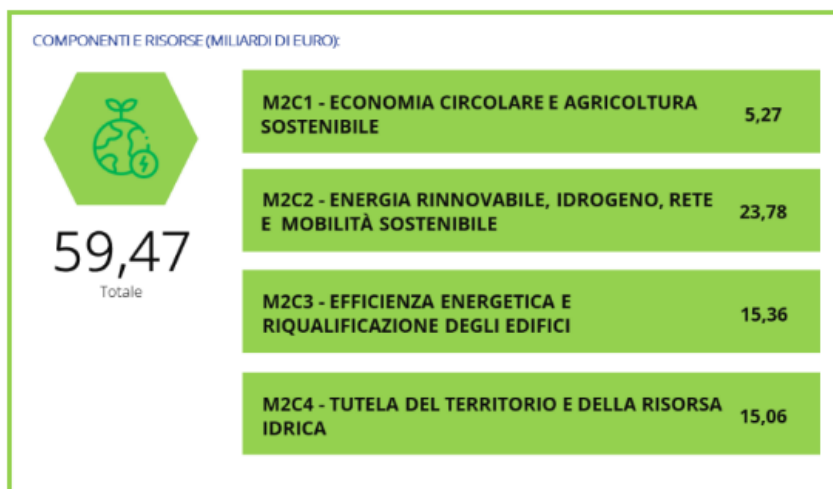 COMPONENTI E RISORSE (MILIARDI DI EURO):
59,47
Totale
M2C1 - ECONOMIA CIRCOLARE E AGRICOLTURA
SOSTENIBILE
5,27
M2C2 - ENERGIA RINNOVABILE, IDROGENO, RETE
E MOBILITÀ SOSTENIBILE
23,78
M2C3 - EFFICIENZA ENERGETICA E
RIQUALIFICAZIONE DEGLI EDIFICI
15,36
M2C4 - TUTELA DEL TERRITORIO E DELLA RISORSA
IDRICA
15,06